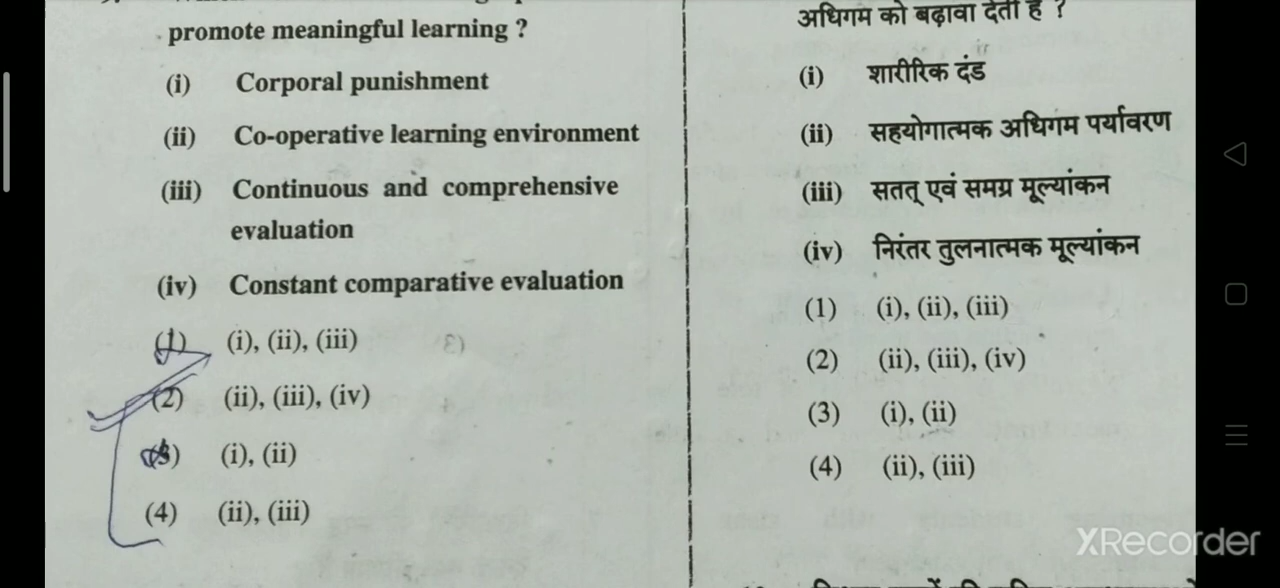 promote meaningful learning ?
(i) Corporal punishment
(ii) Co-operative learning environment
(iii) Continuous and comprehensive
evaluation
(iv) Constant comparative evaluation
(1) (i), (ii), (iii)
(2) (ii), (iii), (iv)
(3) (i), (ii)
(4) (ii), (iii)
अधिगम को बढ़ावा देती है ?
(i) शारीरिक दंड
(ii) सहयोगात्मक अधिगम पर्यावरण
(iii) सतत् एवं समग्र मूल्यांकन
(iv) निरंतर तुलनात्मक मूल्यांकन
(1) (i), (ii), (iii)
(2) (ii), (iii), (iv)
(3) (i), (ii)
(4) (ii), (iii)
XRecorder